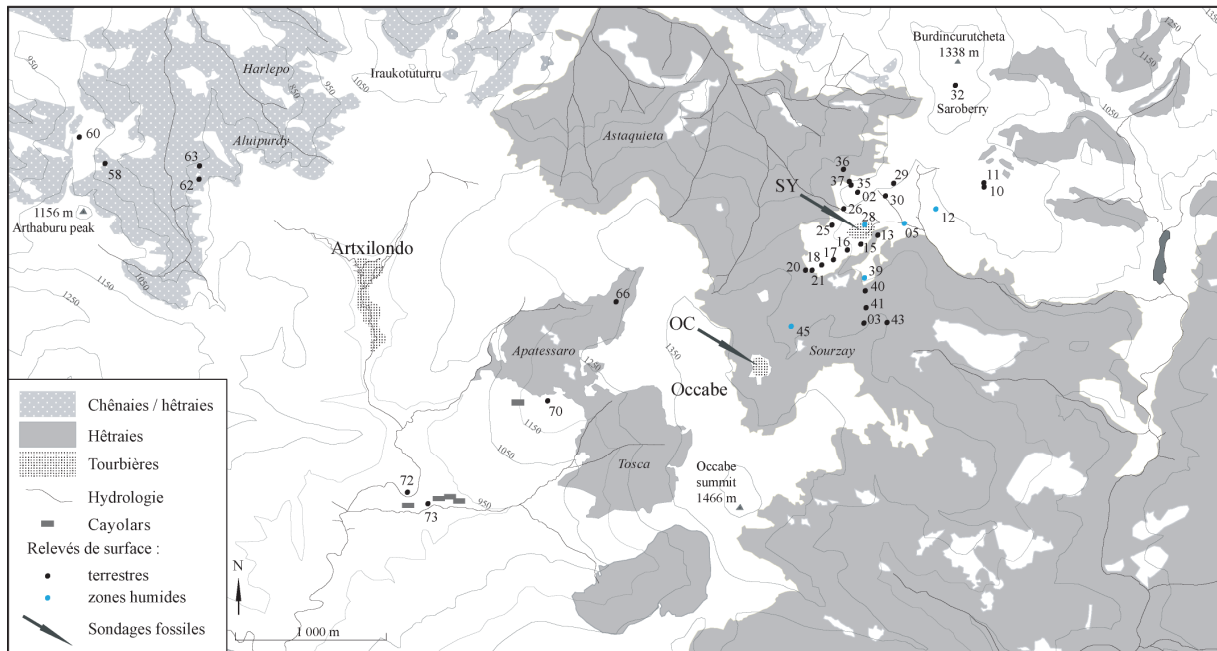 Burdincurutcheta
1338 m
32
Saroberry
1250
1350
1150
1050
950
Harlepo
850
950
1050
Iraukotuturru
60
58
Aluipurdy
63
62
Astaquieta
36
37
35
02
29
30
11
10
12
SY
26
28
05
25
13
15
16
17
18
20
21
39
40
41
03
43
45
Sourzay
1156 m
Arthaburu peak
1050
1150
1250
Artxilondo
66
OC
Apatessaro
1250
1350
Occabe
70
1150
1050
Tosca
Occabe
summit
1466 m
72
73
950
Chênaies / hêtraies
Hêtraies
Tourbières
Hydrologie
Cayolars
Relevés de surface :
terrestres
zones humides
Sondages fossiles
N
1 000 m